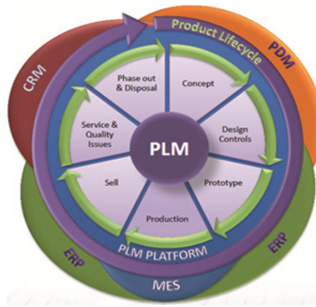 Product Lifecycle
PDM
CRM
Phase out
& Disposal
Concept
Service &
Quality
Issues
Design
Controls
PLM
Sell
Prototype
Production
PLM PLATFORM
ERP
ERP
MES